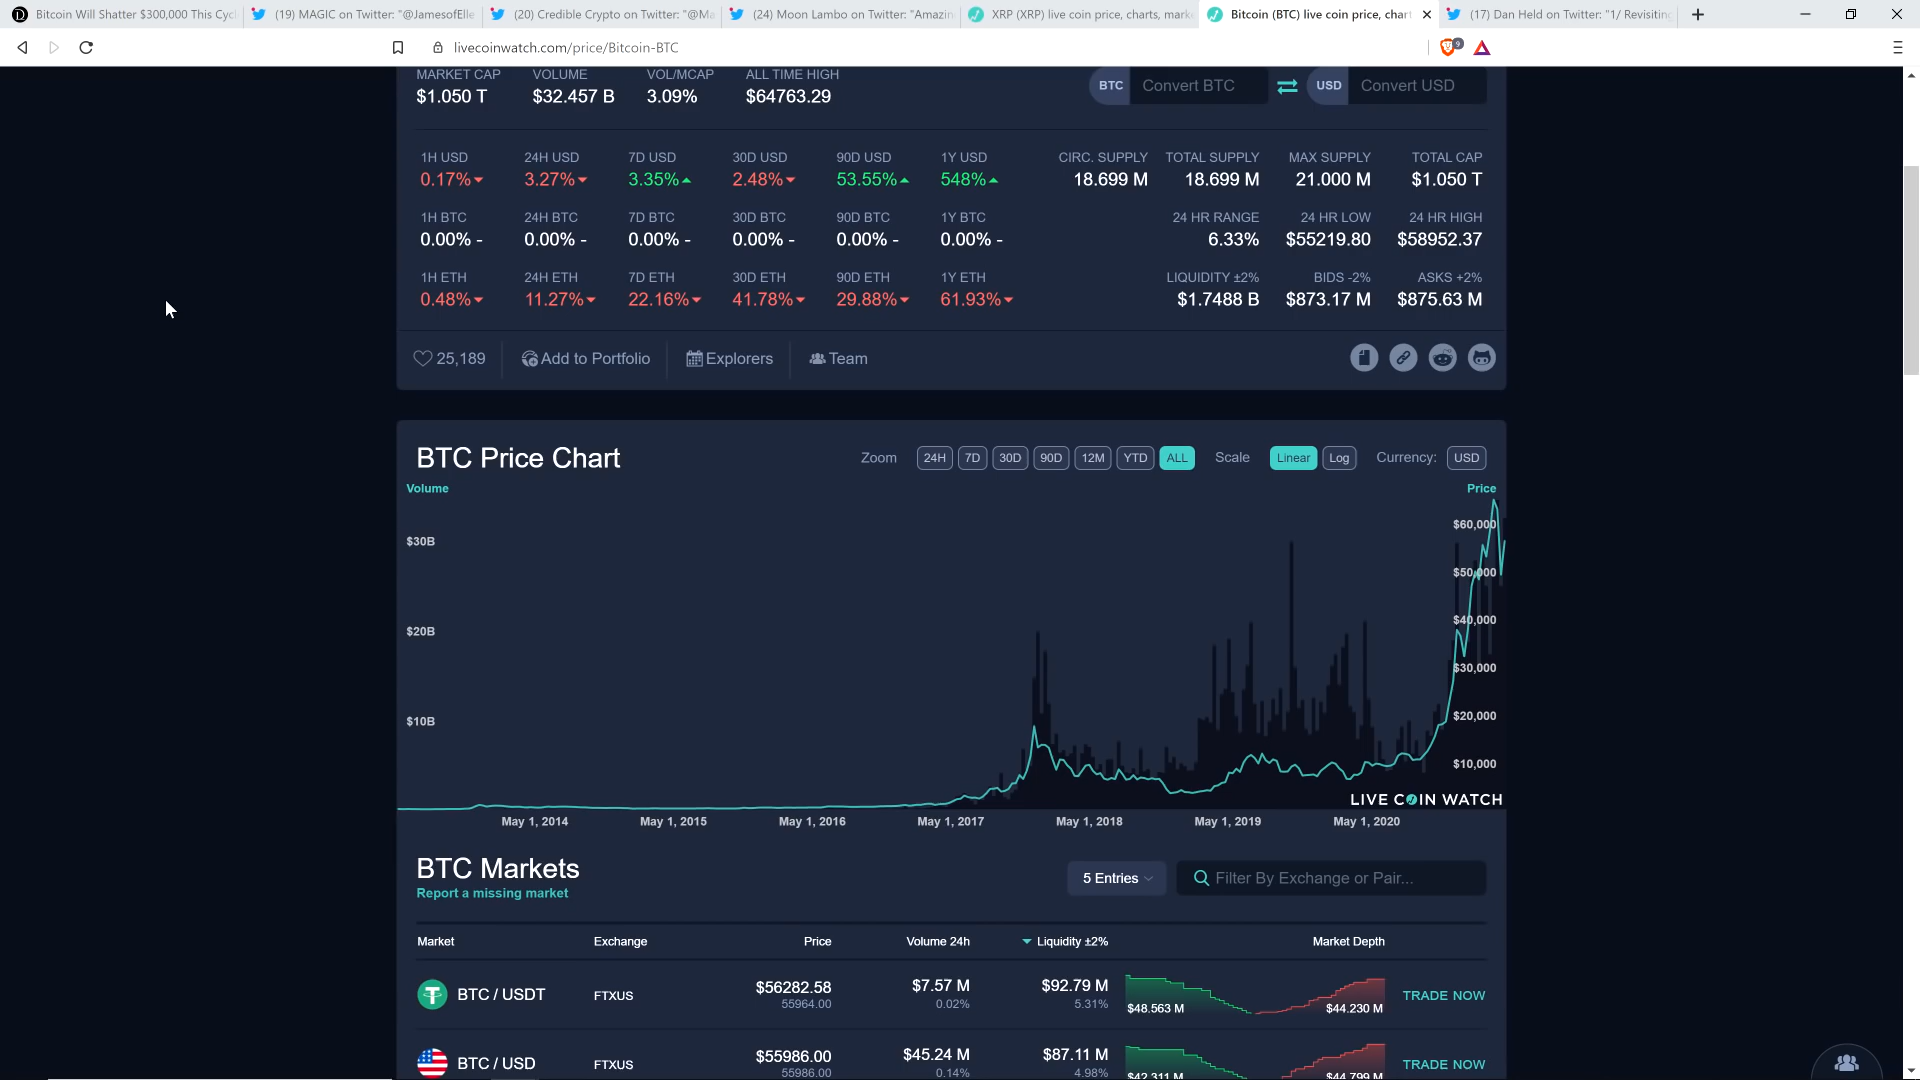 Bitcoin Will Shatter $300,000 This Cyc
(19) MAGIC on Twitter: "@JamesofElle
(20) Credible Crypto on Twitter: "@Ma
(24) Moon Lambo on Twitter: "Amazin
XRP (XRP) live coin price, charts, mark
Bitcoin (BTC) live coin price, chart
(17) Dan Held on Twitter: "1/ Revisiting
livecoinwatch.com/price/Bitcoin-BTC
9
MARKET CAP VOLUME VOL/MCAP ALL TIME HIGH
$1.050 T $32.457 B 3.09% $64763.29
BTC Convert BTC USD Convert USD
1H USD 24H USD 7D USD 30D USD 90D USD 1Y USD CIRC. SUPPLY TOTAL SUPPLY MAX SUPPLY TOTAL CAP
0.17% 3.27% 3.35% 2.48% 53.55% 548% 18.699 M 18.699 M 21.000 M $1.050 T
1H BTC 24H BTC 7D BTC 30D BTC 90D BTC 1Y BTC 24 HR RANGE 24 HR LOW 24 HR HIGH
0.00% - 0.00% - 0.00% - 0.00% - 0.00% - 0.00% - 6.33% $55219.80 $58952.37
1H ETH 24H ETH 7D ETH 30D ETH 90D ETH 1Y ETH LIQUIDITY ±2% BIDS -2% ASKS +2%
0.48% 11.27% 22.16% 41.78% 29.88% 61.93% $1.7488 B $873.17 M $875.63 M
25,189 Add to Portfolio Explorers Team
BTC Price Chart Zoom 24H 7D 30D 90D 12M YTD ALL Scale Linear Log Currency: USD
Volume Price
$60,000
$30B
$50,000
$40,000
$20B
$30,000
$20,000
$10B
$10,000
LIVE COIN WATCH
May 1, 2014 May 1, 2015 May 1, 2016 May 1, 2017 May 1, 2018 May 1, 2019 May 1, 2020
BTC Markets
Report a missing market
5 Entries Filter By Exchange or Pair...
Market Exchange Price Volume 24h Liquidity ±2% Market Depth
BTC / USDT FTXUS $56282.58 $7.57 M $92.79 M TRADE NOW
55964.00 0.02% 5.31% $48.563 M $44.230 M
BTC / USD FTXUS $55986.00 $45.24 M $87.11 M TRADE NOW
55986.00 0.14% 4.98% $42.311 M $44.799 M